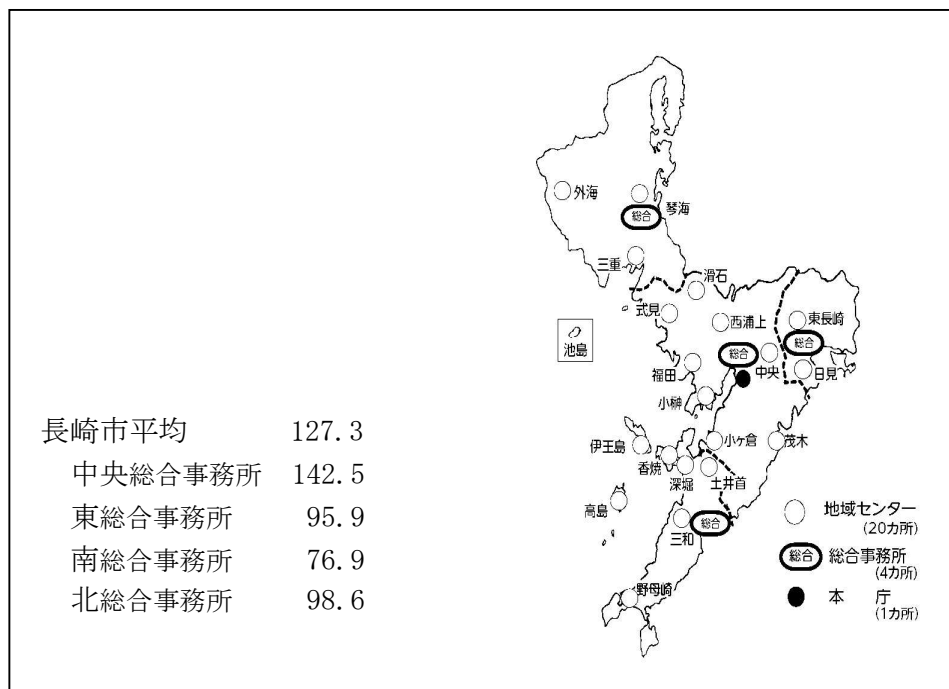 外海
琴海
総合
三重
滑石
式見
西浦上
東長崎
総合
池島
総合
中央
日見
福田
小榊
長崎市平均 127.3
中央総合事務所 142.5
東総合事務所 95.9
南総合事務所 76.9
北総合事務所 98.6
伊王島
香焼
深堀
小ヶ倉
茂木
土井首
高島
三和
総合
野母崎
地域センター
(20カ所)
総合 総合事務所
(4カ所)
本 庁
(1カ所)